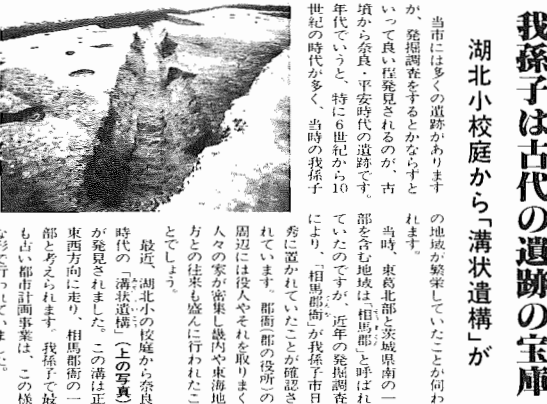 我孫子は古代の遺跡の宝庫
湖北小校庭から「溝状遺構」が
当市には多くの遺跡があります
が、発掘調査をするとかならずと
いって良い程発見されるのが、古
墳から奈良・平安時代の遺跡です。
年代でいうと、特に6世紀から10
世紀の時代が多く、当時の我孫子
の地域が繁栄していたことが伺わ
れます。
当時、東葛北部と茨城県南の一
部を含む地域は「相馬郡」と呼ばれ
ていたのですが、近年の発掘調査
により、「相馬郡衙」が我孫子市日
秀に置かれていたことが確認さ
れています。郡衙(郡の役所)の
周辺には役人やそれを取りまく
人々の家が密集し畿内や東海地
方との往来も盛んに行われたこ
とでしょう。
最近、湖北小の校庭から奈良
時代の「溝状遺構」(上の写真)
が発見されました。この溝は正
東西方向に走り、相馬郡衙の一
部と考えられます。我孫子で最
も古い都市計画事業は、この様
な形で行われていました。